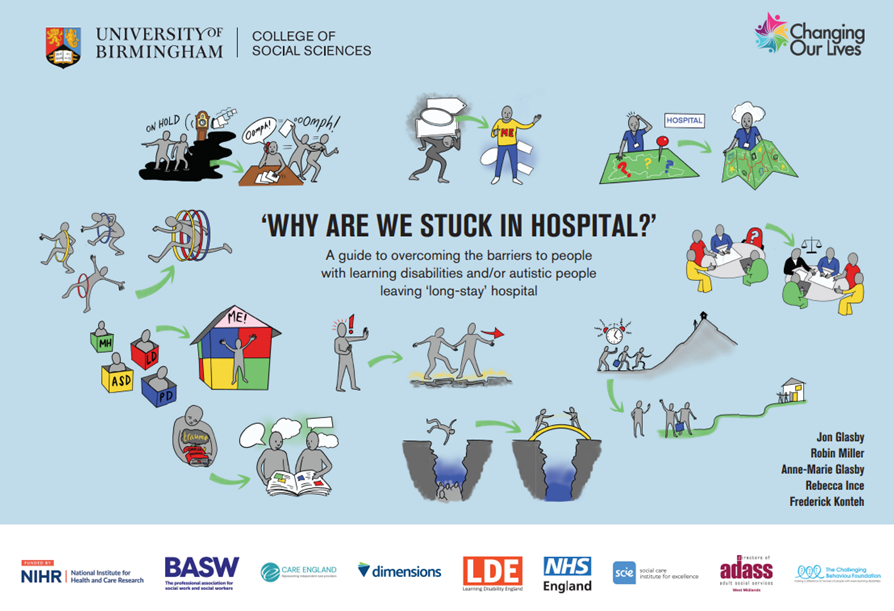 UNIVERSITY OF
BIRMINGHAM
COLLEGE OF
SOCIAL SCIENCES
Changing
Our Lives
ON HOLD
Oomph!
Oomph!
ME
HOSPITAL
?
?
?
‘WHY ARE WE STUCK IN HOSPITAL?’
A guide to overcoming the barriers to people
with learning disabilities and/or autistic people
leaving ‘long-stay’ hospital
?
ME!
MH
LD
ASD
PD
!
trauma
Jon Glasby
Robin Miller
Anne-Marie Glasby
Rebecca Ince
Frederick Konteh
FUNDED BY
NIHR
National Institute for
Health and Care Research
BASW
The professional association for
social work and social workers
CARE ENGLAND
dimensions
LDE
Learning Disability England
NHS
England
scie
social care
institute for excellence
directors of
adass
adult social services
West Midlands
The Challenging
Behaviour Foundation